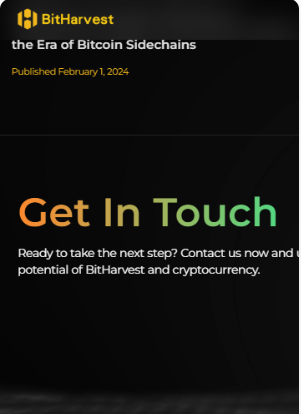 BitHarvest
the Era of Bitcoin Sidechains
Published February 1, 2024
Get In Touch
Ready to take the next step? Contact us now and
potential of BitHarvest and cryptocurrency.